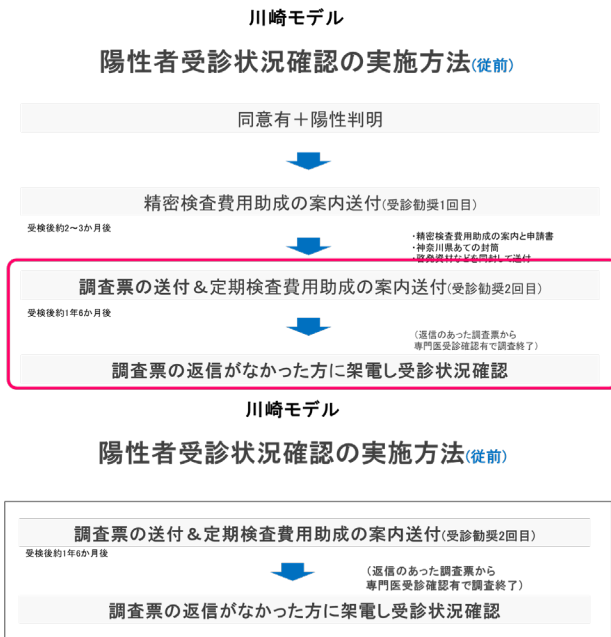 川崎モデル
陽性者受診状況確認の実施方法(従前)
同意有＋陽性判明
精密検査費用助成の案内送付(受診勧奨1回目)
受検後約2～3か月後
・精密検査費用助成の案内と申請書
・神奈川県あての封筒
・啓発資材などを同封して送付
調査票の送付＆定期検査費用助成の案内送付(受診勧奨2回目)
受検後約1年6か月後
（返信のあった調査票から
専門医受診確認有で調査終了）
調査票の返信がなかった方に架電し受診状況確認
川崎モデル
陽性者受診状況確認の実施方法(従前)
調査票の送付＆定期検査費用助成の案内送付(受診勧奨2回目)
受検後約1年6か月後
（返信のあった調査票から
専門医受診確認有で調査終了）
調査票の返信がなかった方に架電し受診状況確認